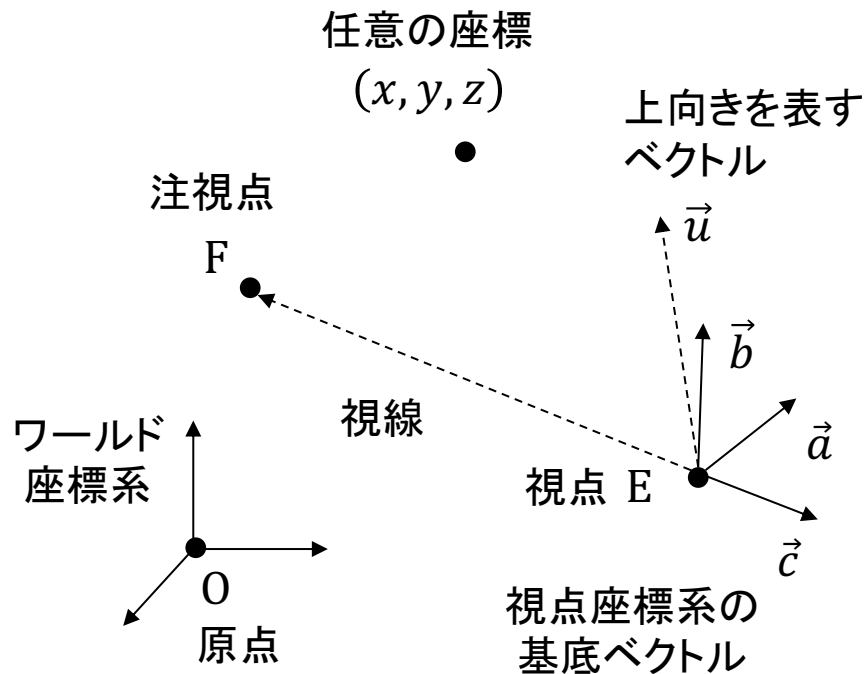 任意の座標
(x, y, z)
上向きを表す
ベクトル
注視点
F
u⃗
b⃗
視線
ワールド
座標系
a⃗
視点 E
c⃗
O
原点
視点座標系の
基底ベクトル